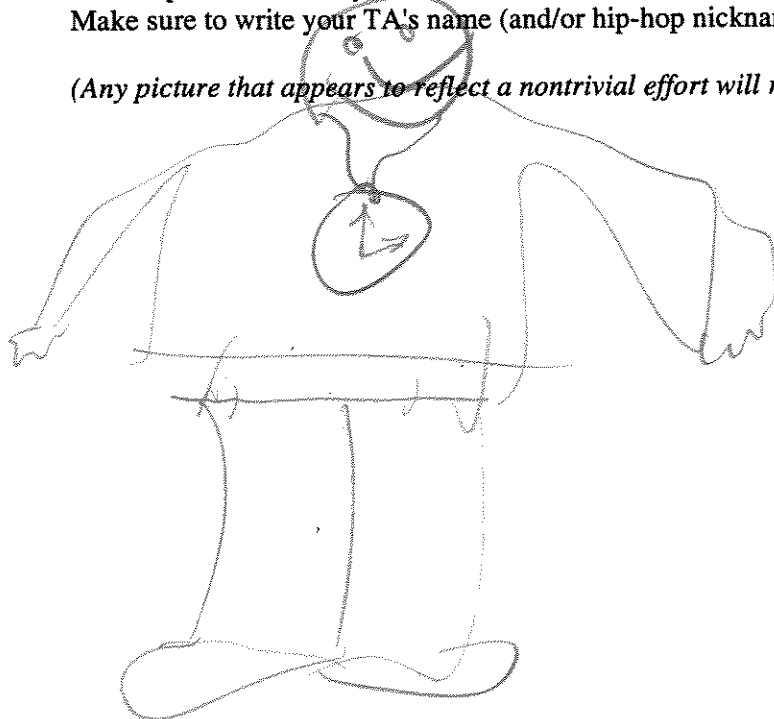 Make sure to write your TA's name (and/or hip-hop nickna
(Any picture that appears to reflect a nontrivial effort will